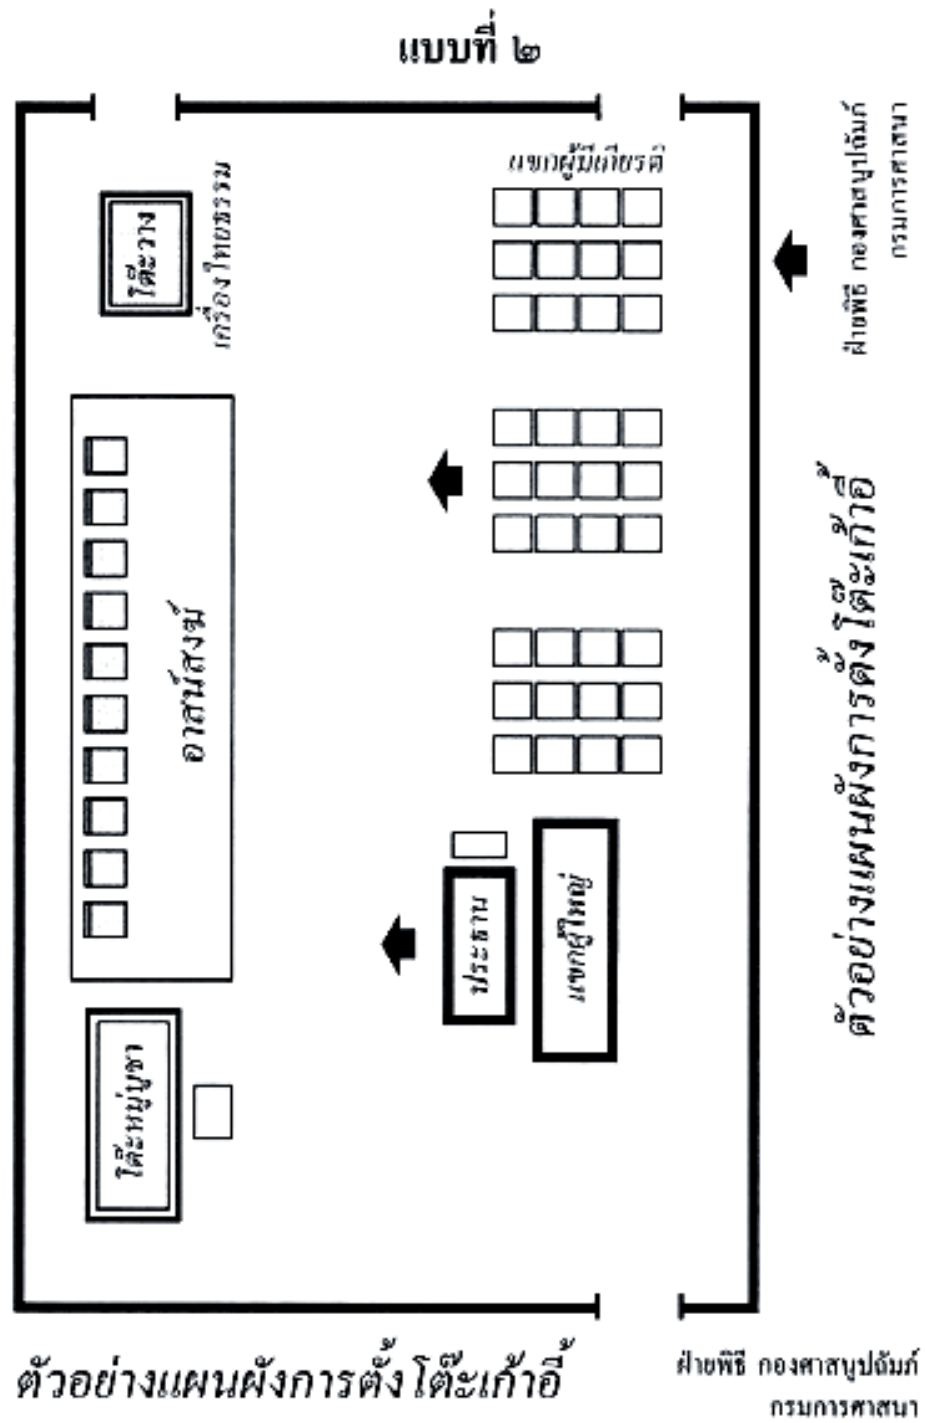 แบบที่ ๒
แขกผู้มีเกียรติ
โต๊ะวาง
เครื่องไทยธรรม
อาสน์สงฆ์
ประธาน
แขกผู้ใหญ่
โต๊ะหมู่บูชา
ฝ่ายพิธี กองศาสนูปถัมภ์
กรมการศาสนา
ตัวอย่างแผนผังการตั้งโต๊ะเก้าอี้
ตัวอย่างแผนผังการตั้งโต๊ะเก้าอี้
ฝ่ายพิธี กองศาสนูปถัมภ์
กรมการศาสนา